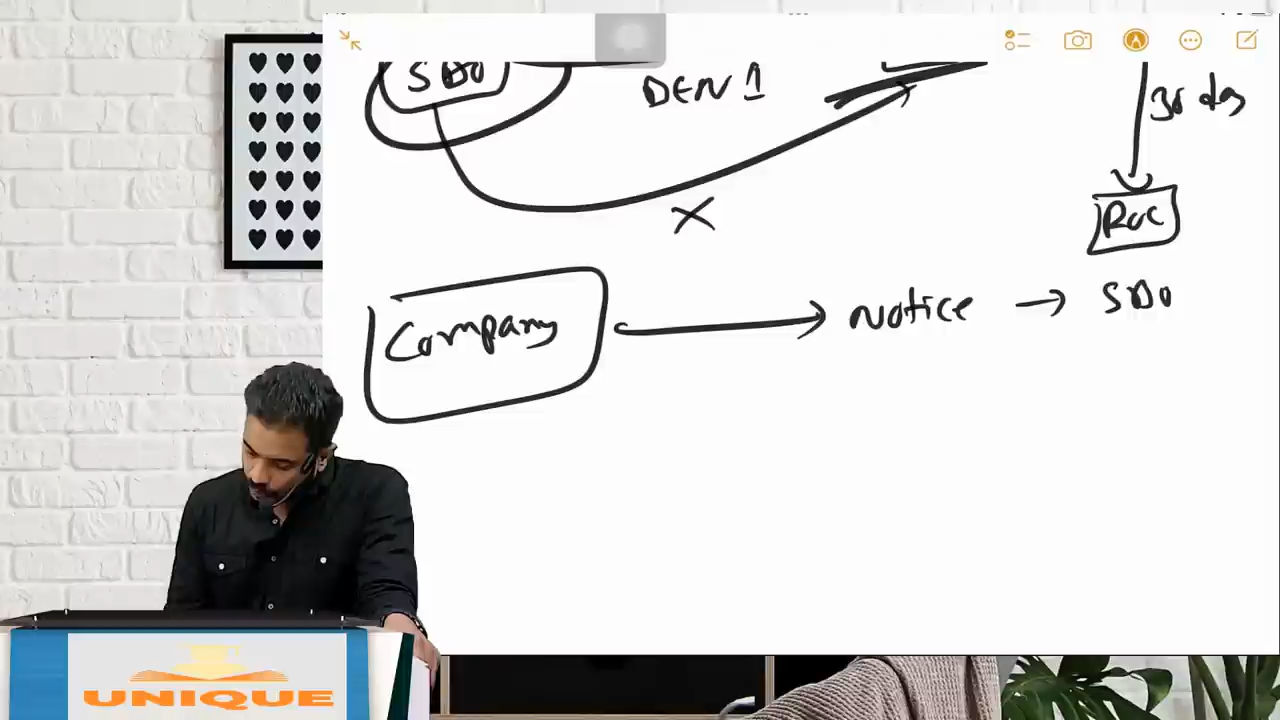 SBO
DEN 1
30 days
X
ROC
Company → Notice → SBO
UNIQUE